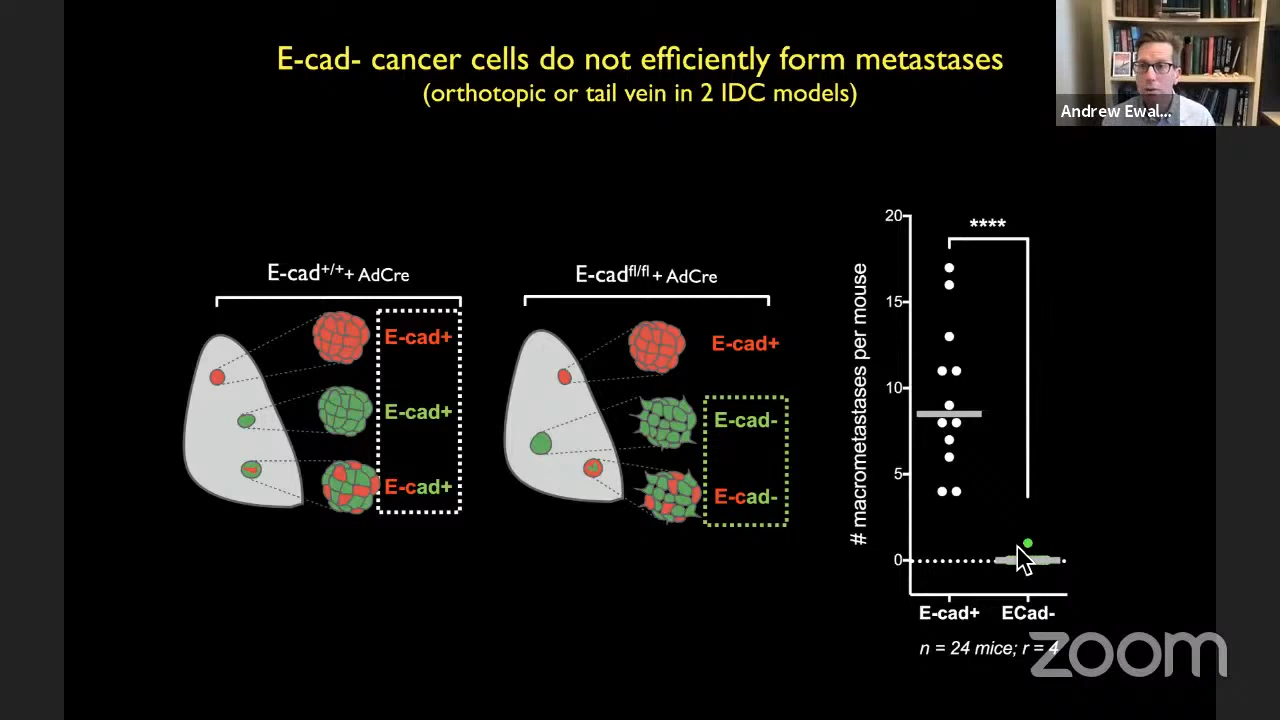 E-cad- cancer cells do not efficiently form metastases
(orthotopic or tail vein in 2 IDC models)
Andrew Ewal...
E-cad+/++ AdCre
E-cad+
E-cad+
E-cad+
E-cadfl/fl + AdCre
E-cad+
E-cad-
E-cad-
# macrometastases per mouse
20
15
10
5
0
****
E-cad+
ECad-
n = 24 mice; r = 4
zoom